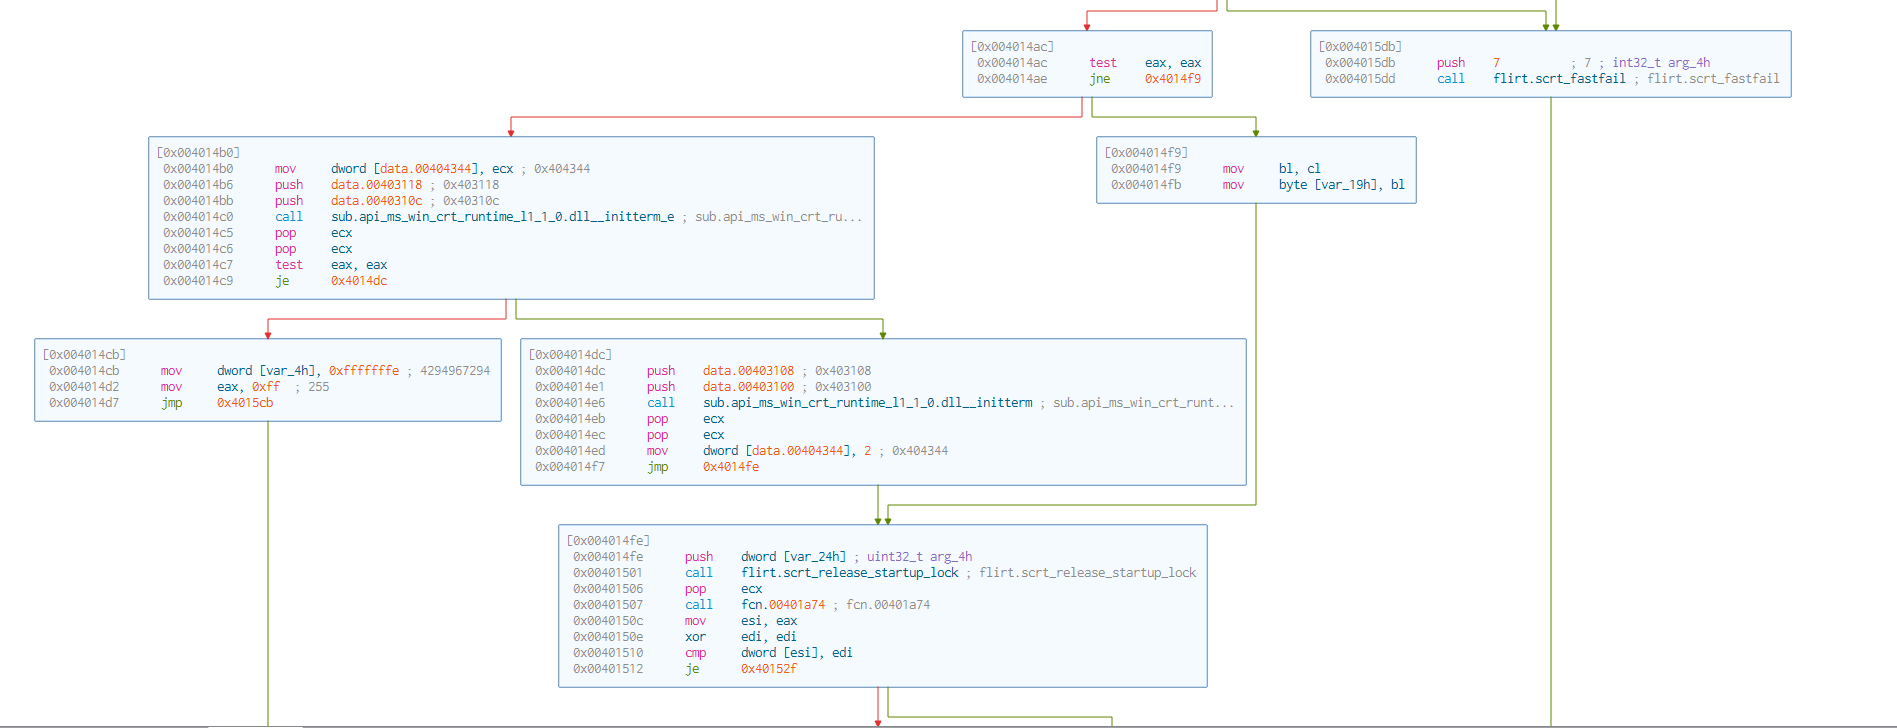 [0x004014ac]
0x004014ac test eax, eax
0x004014ae jne 0x4014f9
[0x004015db]
0x004015db push 7 ; 7 ; int32_t arg_4h
0x004015dd call flirt.scrt_fastfail ; flirt.scrt_fastfail
[0x004014b0]
0x004014b0 mov dword [data.00404344], ecx ; 0x404344
0x004014b6 push data.00403118 ; 0x403118
0x004014bb push data.0040310c ; 0x40310c
0x004014c0 call sub.api_ms_win_crt_runtime_l1_1_0.dll__initterm_e ; sub.api_ms_win_crt_ru...
0x004014c5 pop ecx
0x004014c6 pop ecx
0x004014c7 test eax, eax
0x004014c9 je 0x4014dc
[0x004014f9]
0x004014f9 mov bl, cl
0x004014fb mov byte [var_19h], bl
[0x004014cb]
0x004014cb mov dword [var_4h], 0xfffffffe ; 4294967294
0x004014d2 mov eax, 0xff ; 255
0x004014d7 jmp 0x4015cb
[0x004014dc]
0x004014dc push data.00403108 ; 0x403108
0x004014e1 push data.00403100 ; 0x403100
0x004014e6 call sub.api_ms_win_crt_runtime_l1_1_0.dll__initterm ; sub.api_ms_win_crt_runt...
0x004014eb pop ecx
0x004014ec pop ecx
0x004014ed mov dword [data.00404344], 2 ; 0x404344
0x004014f7 jmp 0x4014fe
[0x004014fe]
0x004014fe push dword [var_24h] ; uint32_t arg_4h
0x00401501 call flirt.scrt_release_startup_lock ; flirt.scrt_release_startup_lock
0x00401506 pop ecx
0x00401507 call fcn.00401a74 ; fcn.00401a74
0x0040150c mov esi, eax
0x0040150e xor edi, edi
0x00401510 cmp dword [esi], edi
0x00401512 je 0x40152f